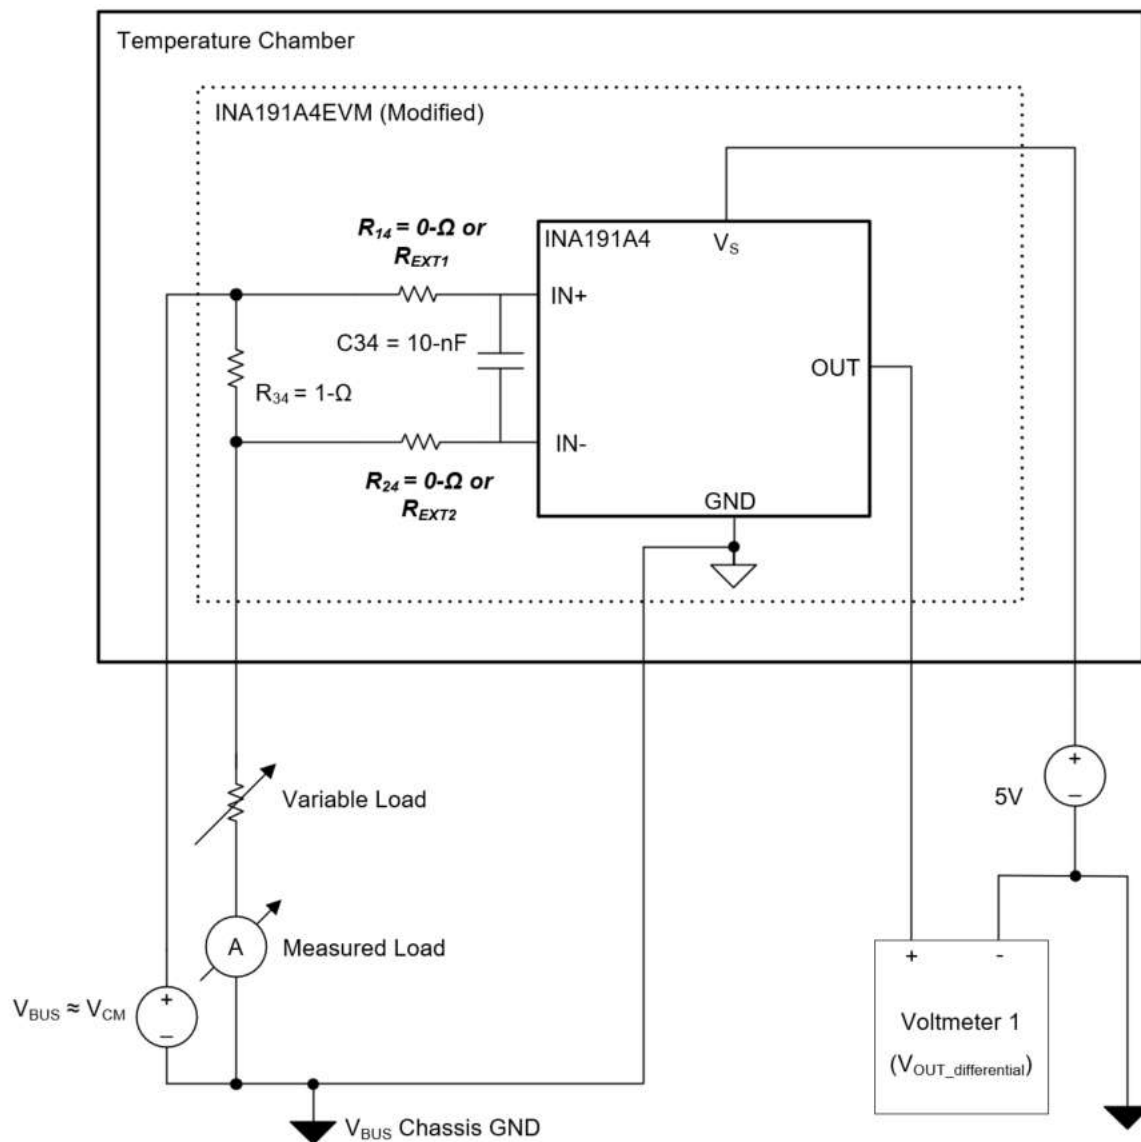 Temperature Chamber
INA191A4EVM (Modified)
R14 = 0-Ω or
REXT1
INA191A4
VS
IN+
C34 = 10-nF
OUT
R34 = 1-Ω
IN-
R24 = 0-Ω or
REXT2
GND
+
5V
–
Variable Load
A
Measured Load
+ -
VBUS ≈ VCM
+
–
Voltmeter 1
(VOUT_differential)
VBUS Chassis GND